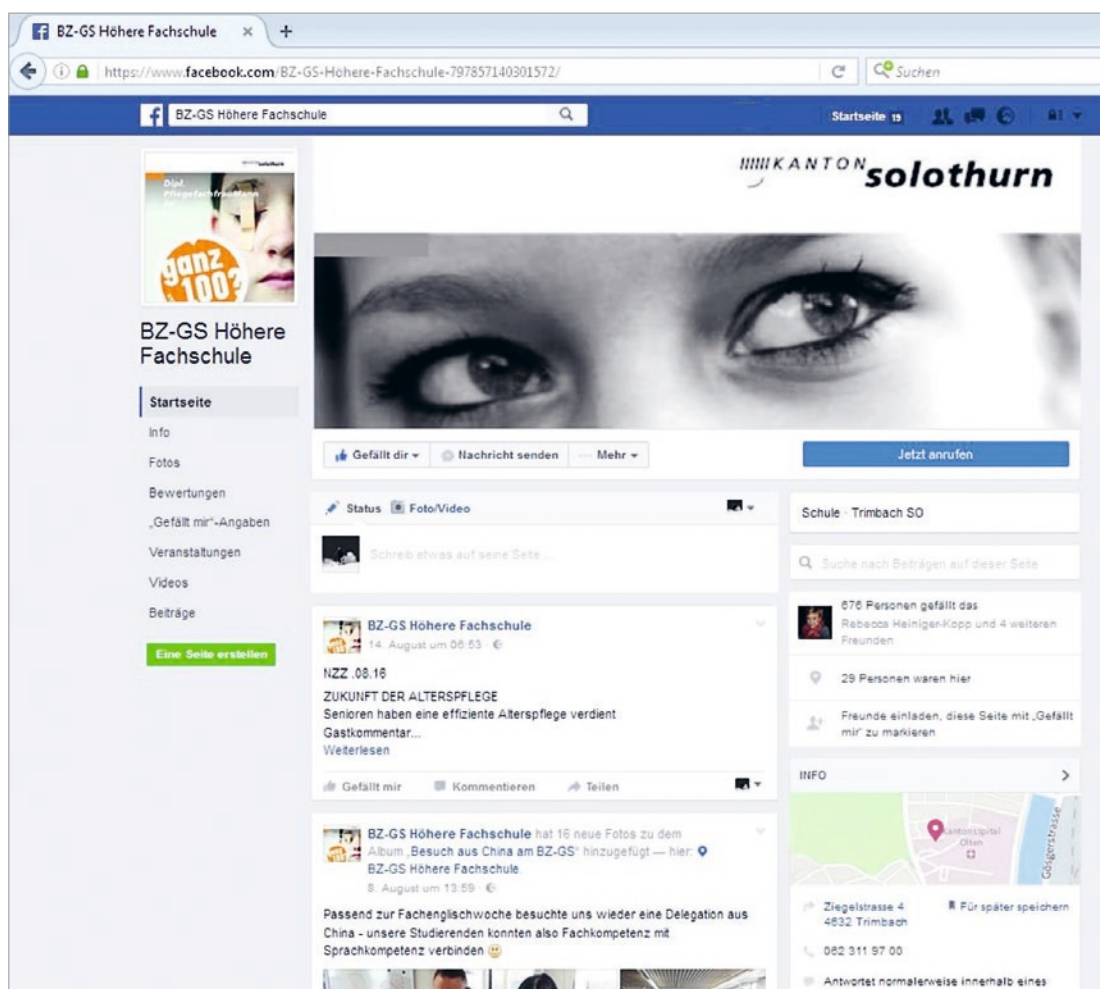 BZ-GS Höhere Fachschule × +
https://www.facebook.com/BZ-GS-Höhere-Fachschule-797857140301572/
Suchen
BZ-GS Höhere Fachschule
Startseite 19
KANTON solothurn
Dipl.
Pflegefachfrau/Mann
ganz
100?
BZ-GS Höhere
Fachschule
Startseite
Info
Fotos
Bewertungen
„Gefällt mir“-Angaben
Veranstaltungen
Videos
Beiträge
Eine Seite erstellen
Gefällt dir
Nachricht senden
··· Mehr
Jetzt anrufen
Status
Foto/Video
Schreib etwas auf seine Seite ...
BZ-GS Höhere Fachschule
14. August um 06:53 ·
NZZ .08.16
ZUKUNFT DER ALTERSPFLEGE
Senioren haben eine effiziente Alterspflege verdient
Gastkommentar...
Weiterlesen
Gefällt mir
Kommentieren
Teilen
BZ-GS Höhere Fachschule hat 16 neue Fotos zu dem
Album „Besuch aus China am BZ-GS“ hinzugefügt — hier:
BZ-GS Höhere Fachschule.
8. August um 13:59 ·
Passend zur Fachenglischwoche besuchte uns wieder eine Delegation aus
China - unsere Studierenden konnten also Fachkompetenz mit
Sprachkompetenz verbinden
Schule · Trimbach SO
Suche nach Beiträgen auf dieser Seite
676 Personen gefällt das
Rebecca Heiniger-Kopp und 4 weiteren
Freunden
29 Personen waren hier
Freunde einladen, diese Seite mit „Gefällt
mir“ zu markieren
INFO
Kantonsspital
Olten
Gösgerstrasse
Ziegelstrasse 4
4632 Trimbach
Für später speichern
062 311 97 00
Antwortet normalerweise innerhalb eines